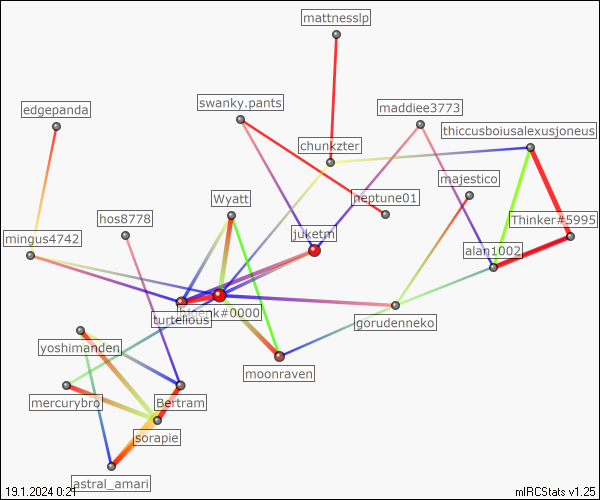 mattnesslp
swanky.pants
maddiee3773
edgepanda
thiccusboiusalexusjoneus
chunkzter
majestico
Wyatt
neptune01
hos8778
Thinker#5995
juketm
mingus4742
alan1002
#0000
turtelious
gorudenneko
yoshimanden
moonraven
mercurybro
Bertram
sorapie
astral_amari
19.1.2024 0:21
mIRCStats v1.25